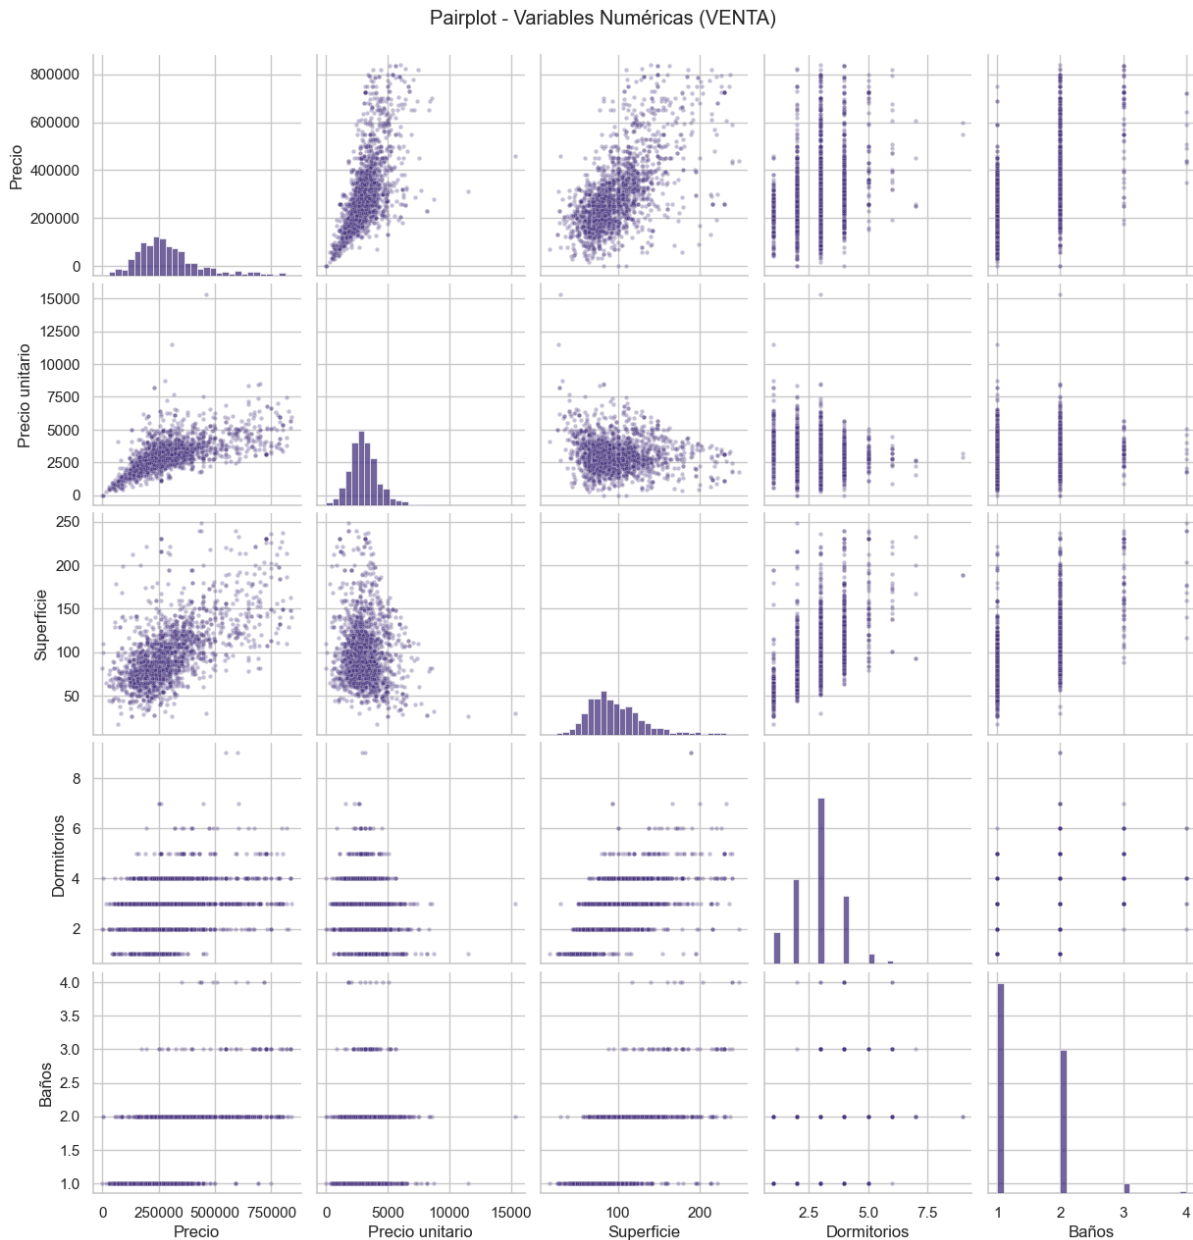 Pairplot - Variables Numéricas (VENTA)
800000
600000
400000
200000
0
Precio
15000
12500
10000
7500
5000
2500
0
Precio unitario
250
200
150
100
50
Superficie
8
6
4
2
Dormitorios
4.0
3.5
3.0
2.5
2.0
1.5
1.0
Baños
0 250000 500000 750000
0 5000 10000 15000
100 200
2.5 5.0 7.5
1 2 3 4
Precio
Precio unitario
Superficie
Dormitorios
Baños